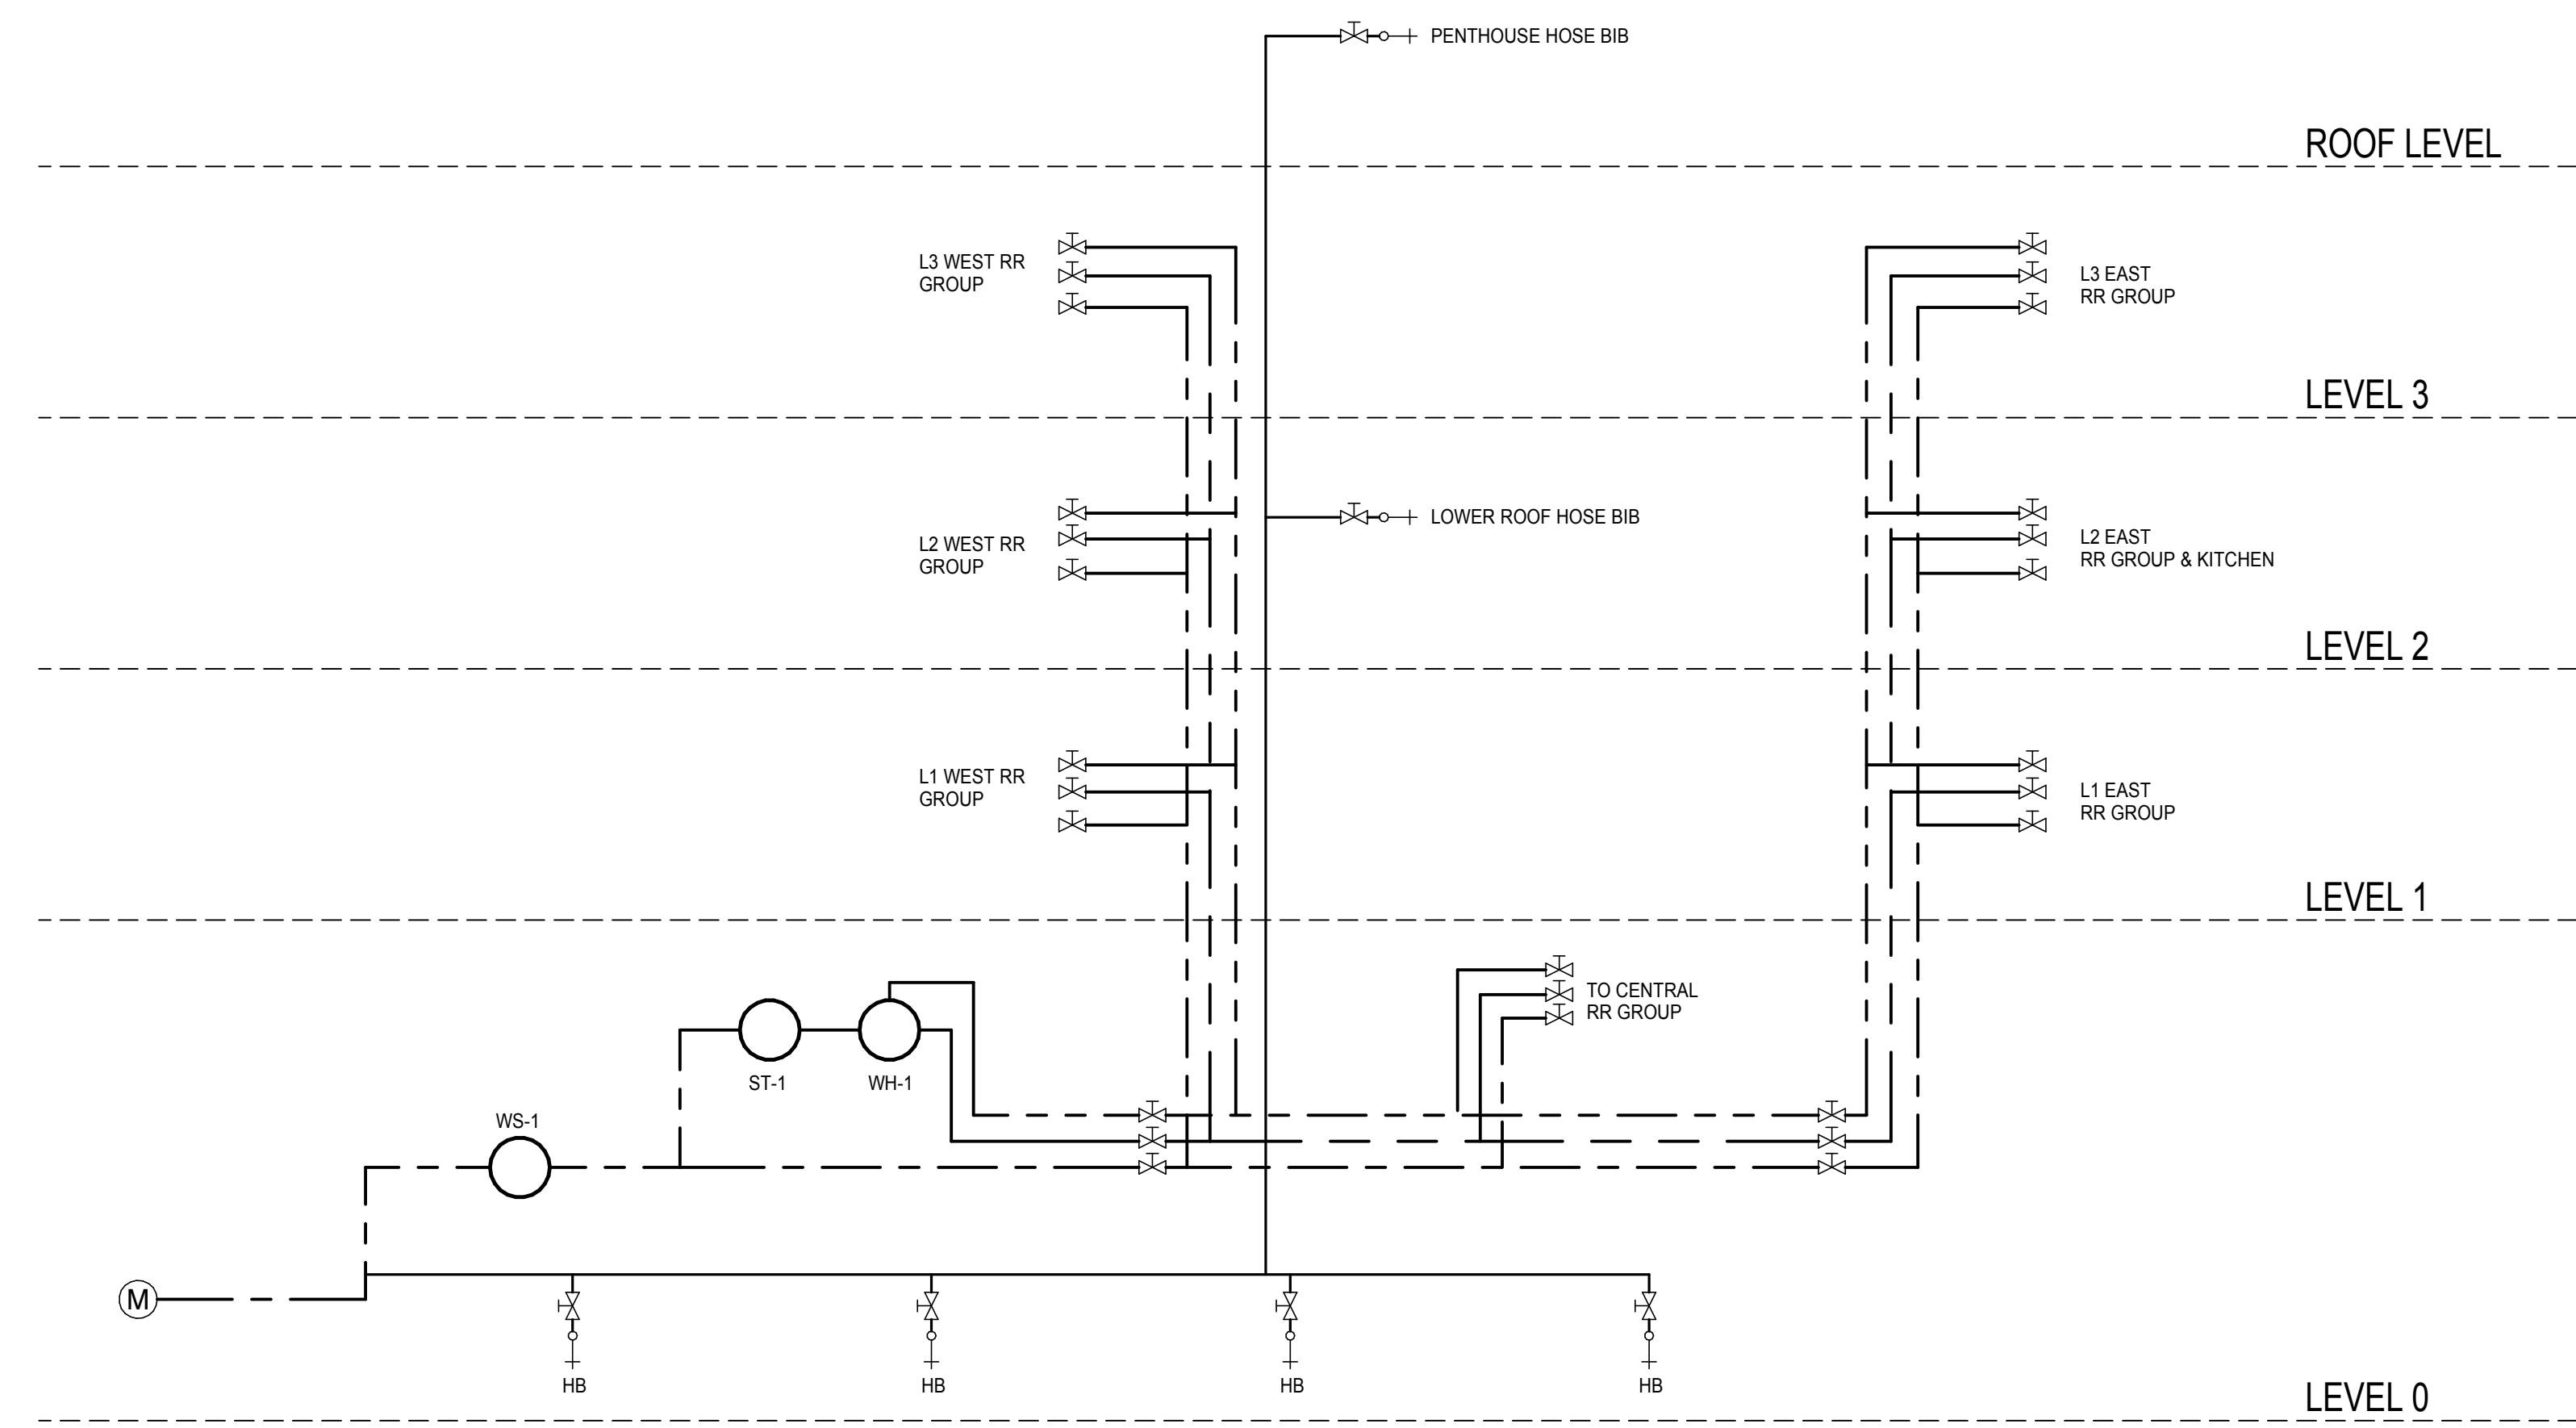 PENTHOUSE HOSE BIB
ROOF LEVEL
L3 WEST RR
GROUP
L3 EAST
RR GROUP
LEVEL 3
LOWER ROOF HOSE BIB
L2 WEST RR
GROUP
L2 EAST
RR GROUP & KITCHEN
LEVEL 2
L1 WEST RR
GROUP
L1 EAST
RR GROUP
LEVEL 1
TO CENTRAL
RR GROUP
ST-1
WH-1
WS-1
M
HB
HB
HB
HB
LEVEL 0